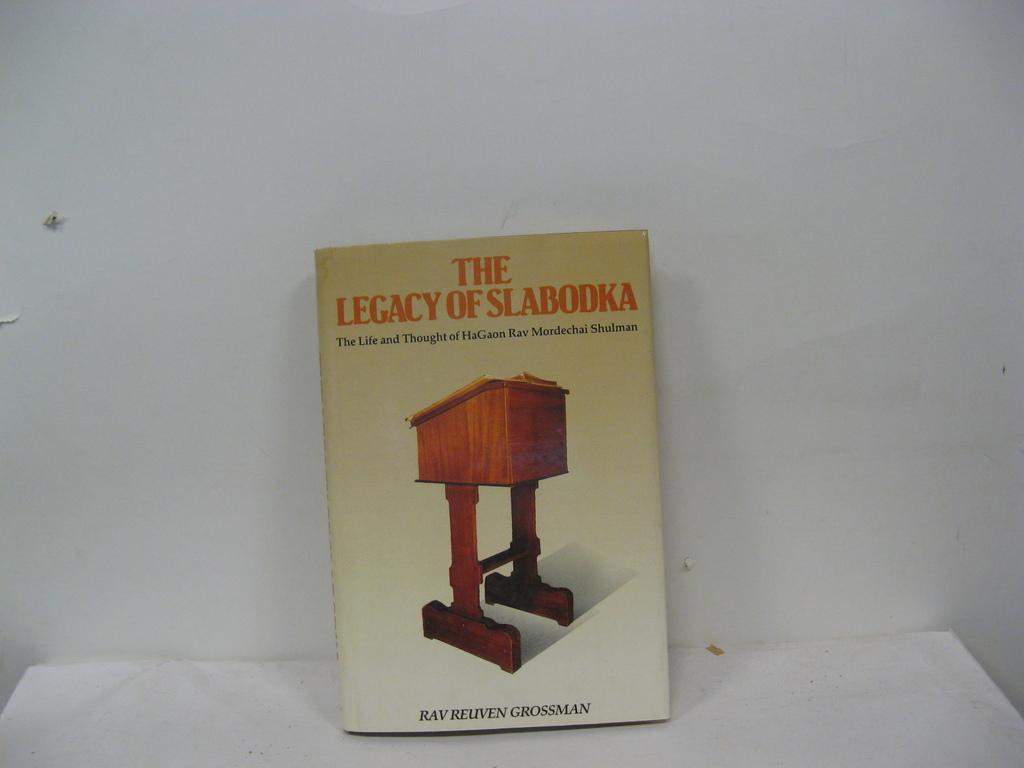 THE
LEGACY OF SLABODKA
The Life and Thought of HaGaon Rav Mordechai Shulman
RAV REUVEN GROSSMAN